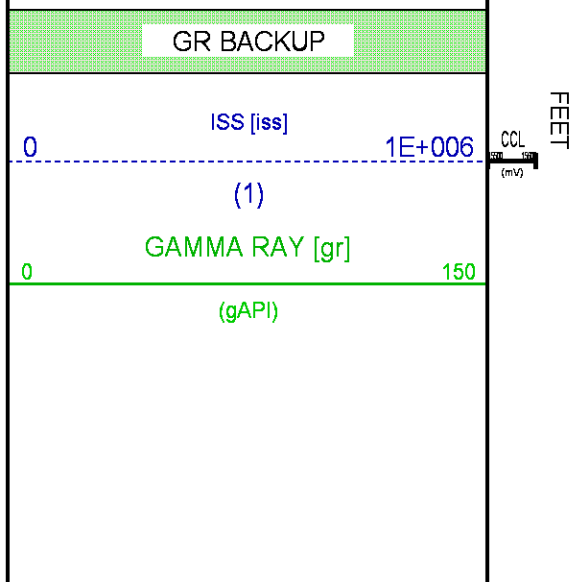 GR BACKUP
ISS [iss]
0 1E+006
(1)
GAMMA RAY [gr]
0 150
(gAPI)
CCL
(mV)
FEET